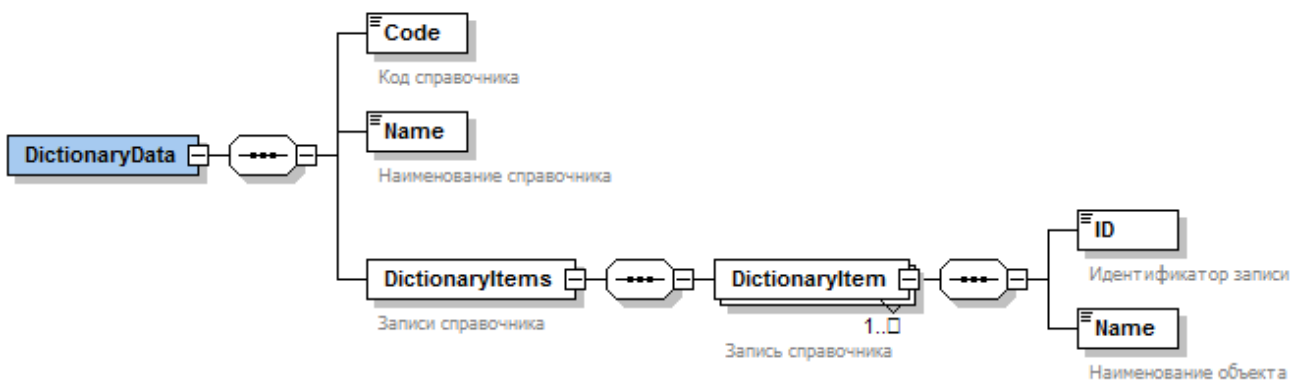 Code
Код справочника
Name
Наименование справочника
DictionaryData
DictionaryItems
Записи справочника
DictionaryItem
1..□
Запись справочника
ID
Идентификатор записи
Name
Наименование объекта